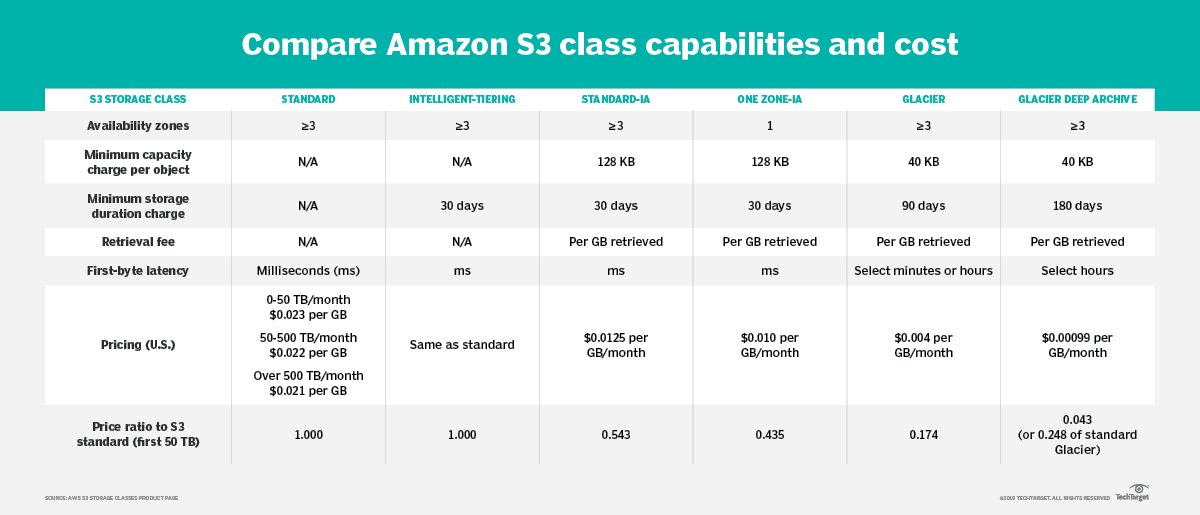 Compare Amazon S3 class capabilities and cost
S3 STORAGE CLASS STANDARD INTELLIGENT-TIERING STANDARD-IA ONE ZONE-IA GLACIER GLACIER DEEP ARCHIVE
Availability zones ≥3 ≥3 ≥3 1 ≥3 ≥3
Minimum capacity
charge per object
N/A N/A 128 KB 128 KB 40 KB 40 KB
Minimum storage
duration charge
N/A 30 days 30 days 30 days 90 days 180 days
Retrieval fee N/A N/A Per GB retrieved Per GB retrieved Per GB retrieved Per GB retrieved
First-byte latency Milliseconds (ms) ms ms ms Select minutes or hours Select hours
Pricing (U.S.)
0-50 TB/month
$0.023 per GB
50-500 TB/month
$0.022 per GB
Over 500 TB/month
$0.021 per GB
Same as standard
$0.0125 per
GB/month
$0.010 per
GB/month
$0.004 per
GB/month
$0.00099 per
GB/month
Price ratio to S3
standard (first 50 TB)
1.000 1.000 0.543 0.435 0.174
0.043
(or 0.248 of standard
Glacier)
SOURCE: AWS S3 STORAGE CLASSES PRODUCT PAGE
©2019 TECHTARGET. ALL RIGHTS RESERVED TechTarget